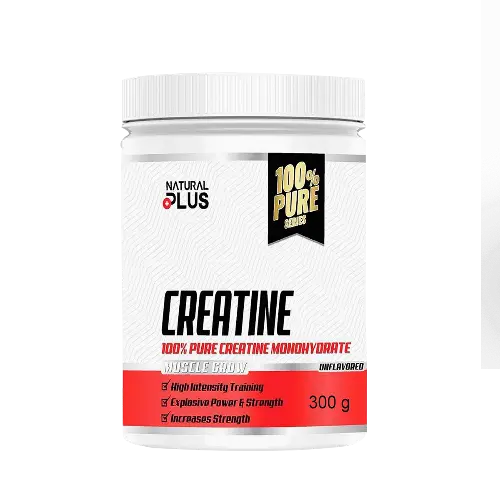 NATURAL
PLUS
100%
PURE
SERIES
CREATINE
100% PURE CREATINE MONOHYDRATE
MUSCLE GROW
UNFLAVORED
High Intensity Training
Explosive Power & Strength
Increases Strength
300 g